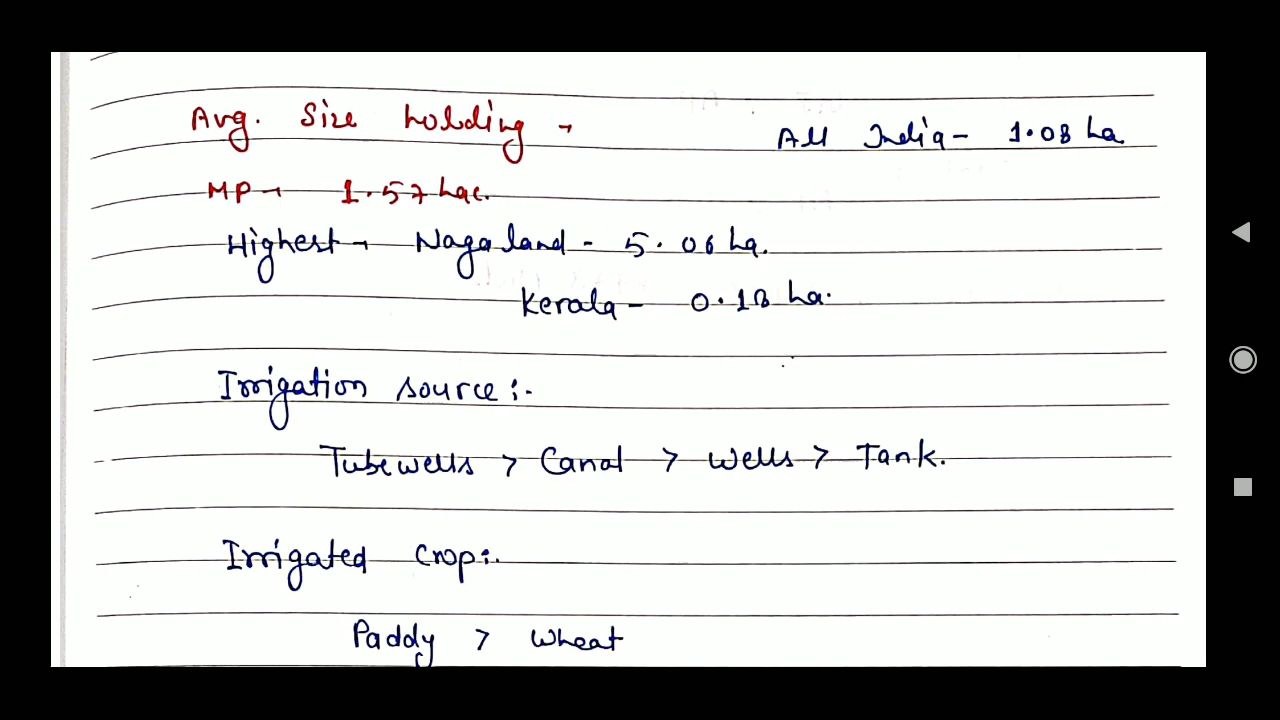 Avg. Size holding →
All India - 1.08 ha
MP → 1.57 hac.
Highest → Nagaland - 5.06 ha.
Kerala - 0.18 ha.
Irrigation source :-
Tubewells > Canal > Wells > Tank.
Irrigated Crop:-
Paddy > Wheat